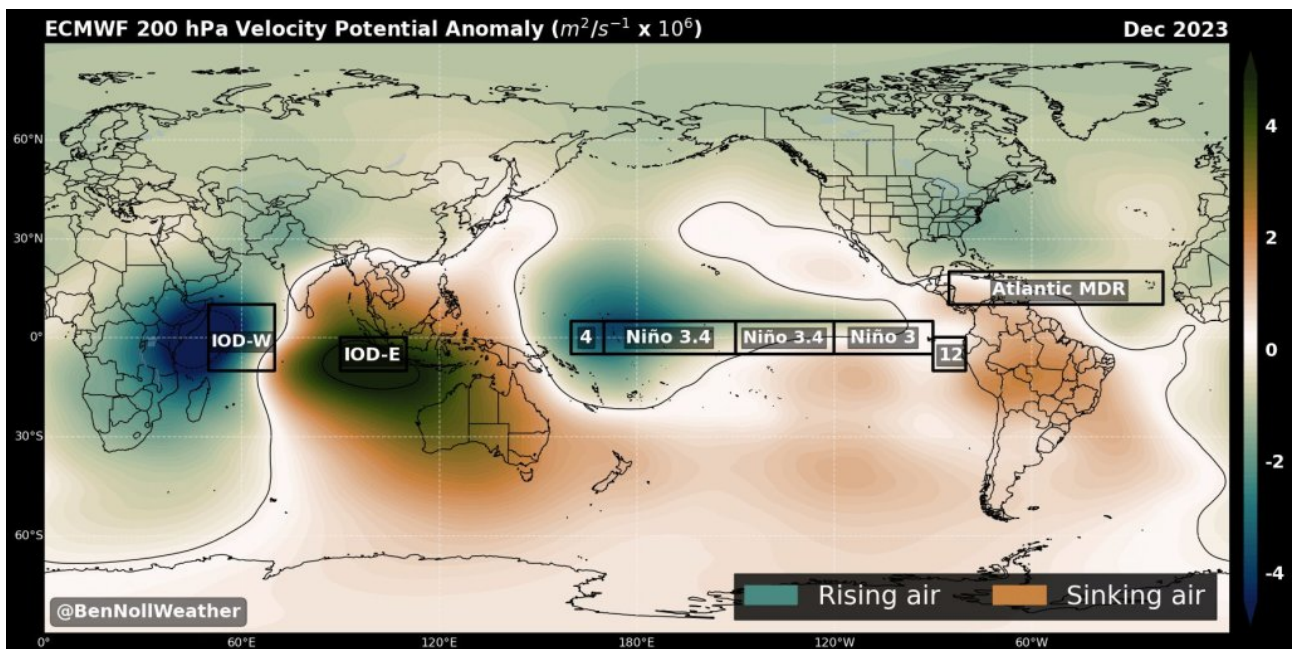 ECMWF 200 hPa Velocity Potential Anomaly (m²/s⁻¹ x 10⁶)
Dec 2023
60°N
30°N
0°
30°S
60°S
IOD-W
IOD-E
4
Niño 3.4
Niño 3.4
Niño 3
12
Atlantic MDR
4
2
0
-2
-4
@BenNollWeather
Rising air
Sinking air
0°
60°E
120°E
180°
120°W
60°W